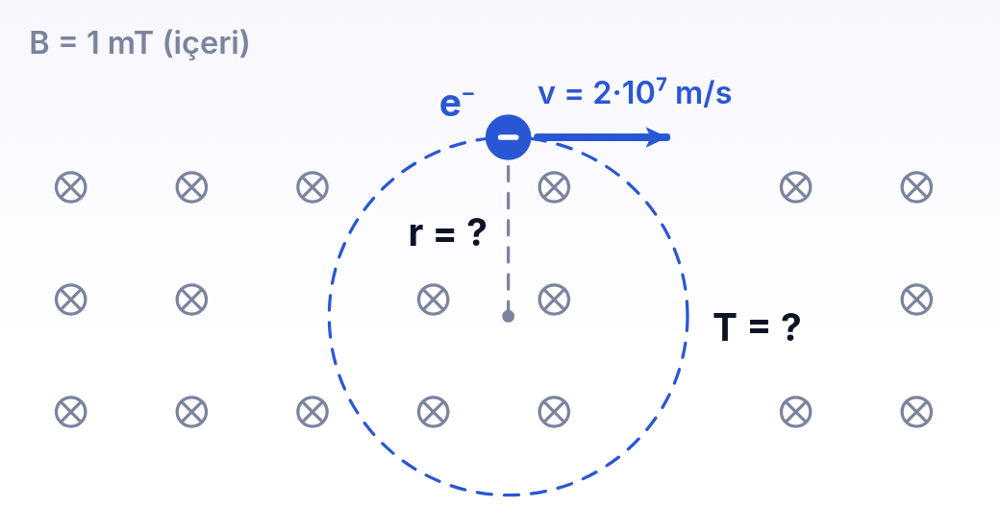 B = 1 mT (içeri)
e⁻
v = 2·10⁷ m/s
r = ?
T = ?